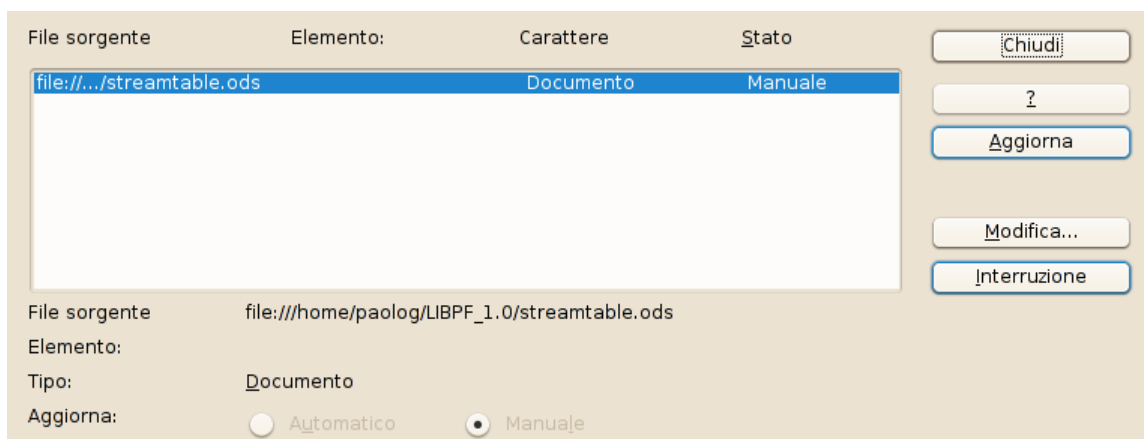 File sorgente Elemento: Carattere Stato Chiudi
file://.../streamtable.ods Documento Manuale
?
Aggiorna
Modifica...
Interruzione
File sorgente file:///home/paolog/LIBPF_1.0/streamtable.ods
Elemento:
Tipo: Documento
Aggiorna: Automatico Manuale